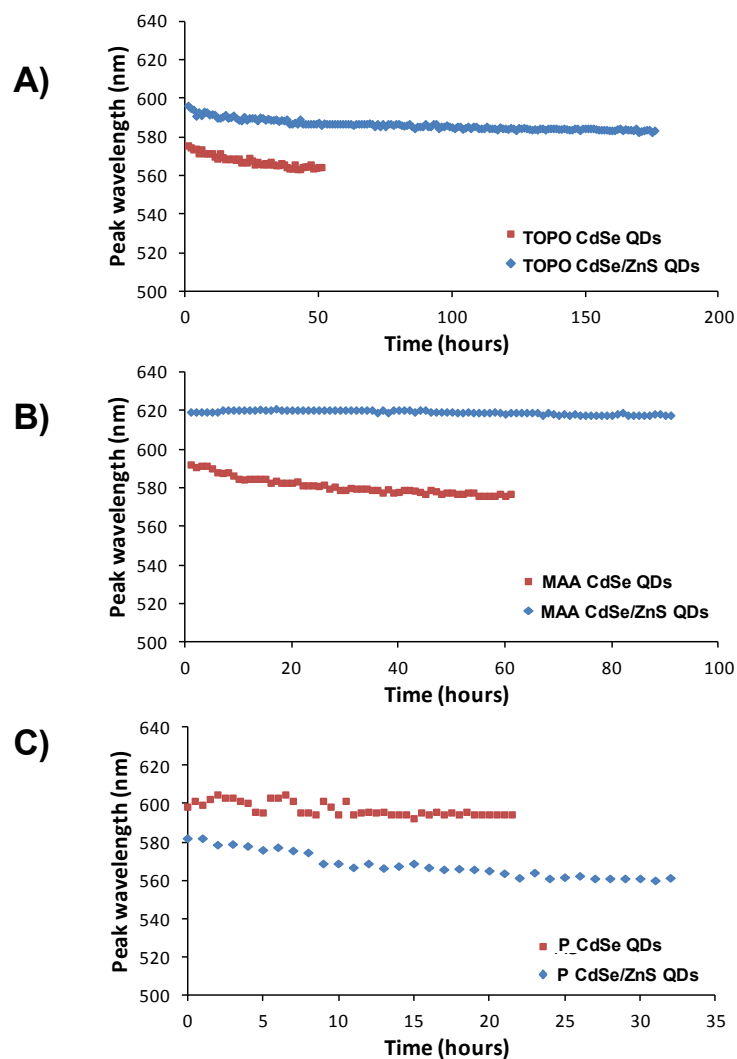 A)
Peak wavelength (nm)
640
620
600
580
560
540
520
500
0
50
100
150
200
Time (hours)
TOPO CdSe QDs
TOPO CdSe/ZnS QDs
B)
Peak wavelength (nm)
640
620
600
580
560
540
520
500
0
20
40
60
80
100
Time (hours)
MAA CdSe QDs
MAA CdSe/ZnS QDs
C)
Peak wavelength (nm)
640
620
600
580
560
540
520
500
0
5
10
15
20
25
30
35
Time (hours)
P CdSe QDs
P CdSe/ZnS QDs